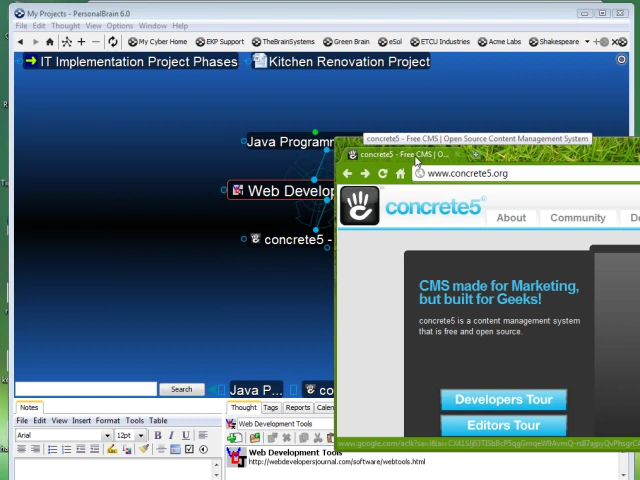 My Projects - PersonalBrain 6.0
File Edit Thought View Options Window Help
My Cyber Home EKP Support TheBrainSystems Green Brain eSol ETCU Industries Acme Labs Shakespeare
IT Implementation Project Phases Kitchen Renovation Project
Java Programm
concrete5 - Free CMS | Open Source Content Management System
concrete5 - Free CMS | O...
www.concrete5.org
Web Develop
concrete5
About Community De
concrete5 -
CMS made for Marketing,
but built for Geeks!
concrete5 is a content management system
that is free and open source.
Search
Java P... co
Developers Tour
Editors Tour
Notes
Thought Tags Reports Calen
File Edit View Insert Format Tools Table
Web Development Tools
Arial 12pt B I U
Web Development Tools
http://webdevelopersjournal.com/software/webtools.html